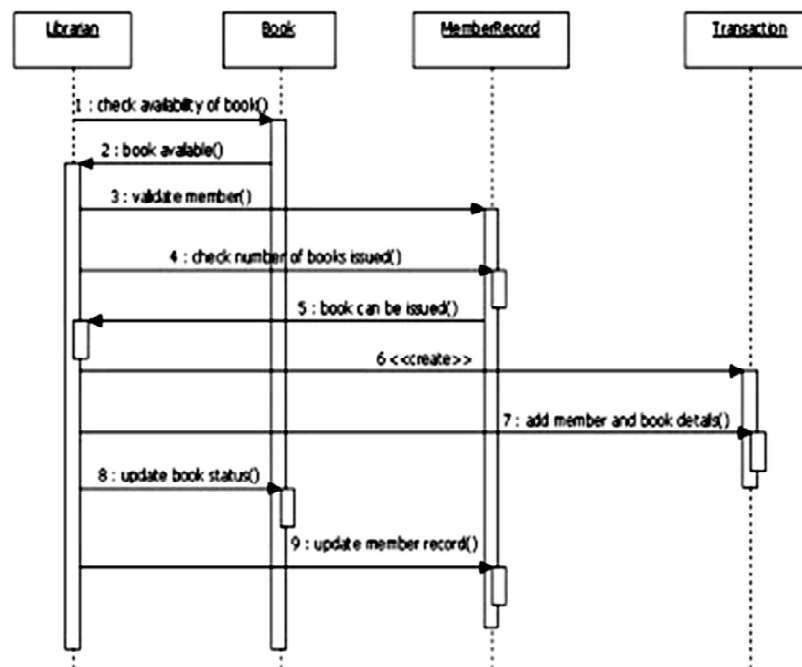 Librarian
Book
MemberRecord
Transaction
1 : check availability of book()
2 : book avalable()
3 : validate member()
4 : check number of books issued()
5 : book can be issued()
6 <<create>>
7 : add member and book details()
8 : update book status()
9 : update member record()